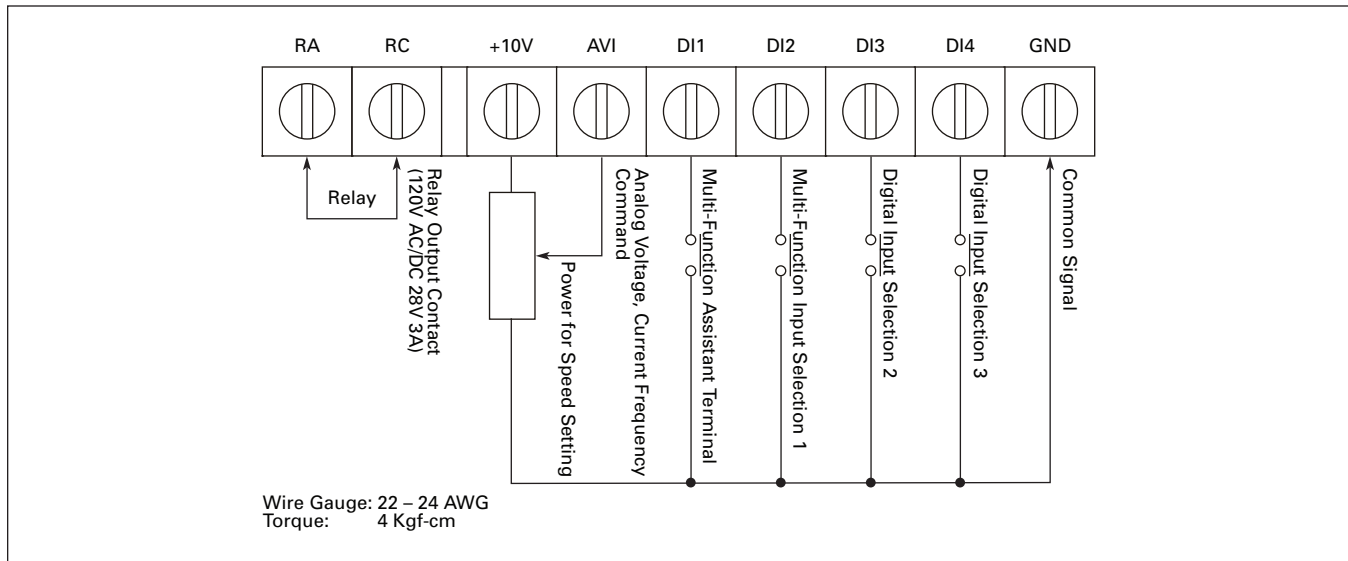 RA RC +10V AVI DI1 DI2 DI3 DI4 GND
Relay
Relay Output Contact
(120V AC/DC 28V 3A)
Power for Speed Setting
Analog Voltage, Current Frequency
Command
Multi-Function Assistant Terminal
Multi-Function Input Selection 1
Digital Input Selection 2
Digital Input Selection 3
Common Signal
Wire Gauge: 22 – 24 AWG
Torque: 4 Kgf-cm